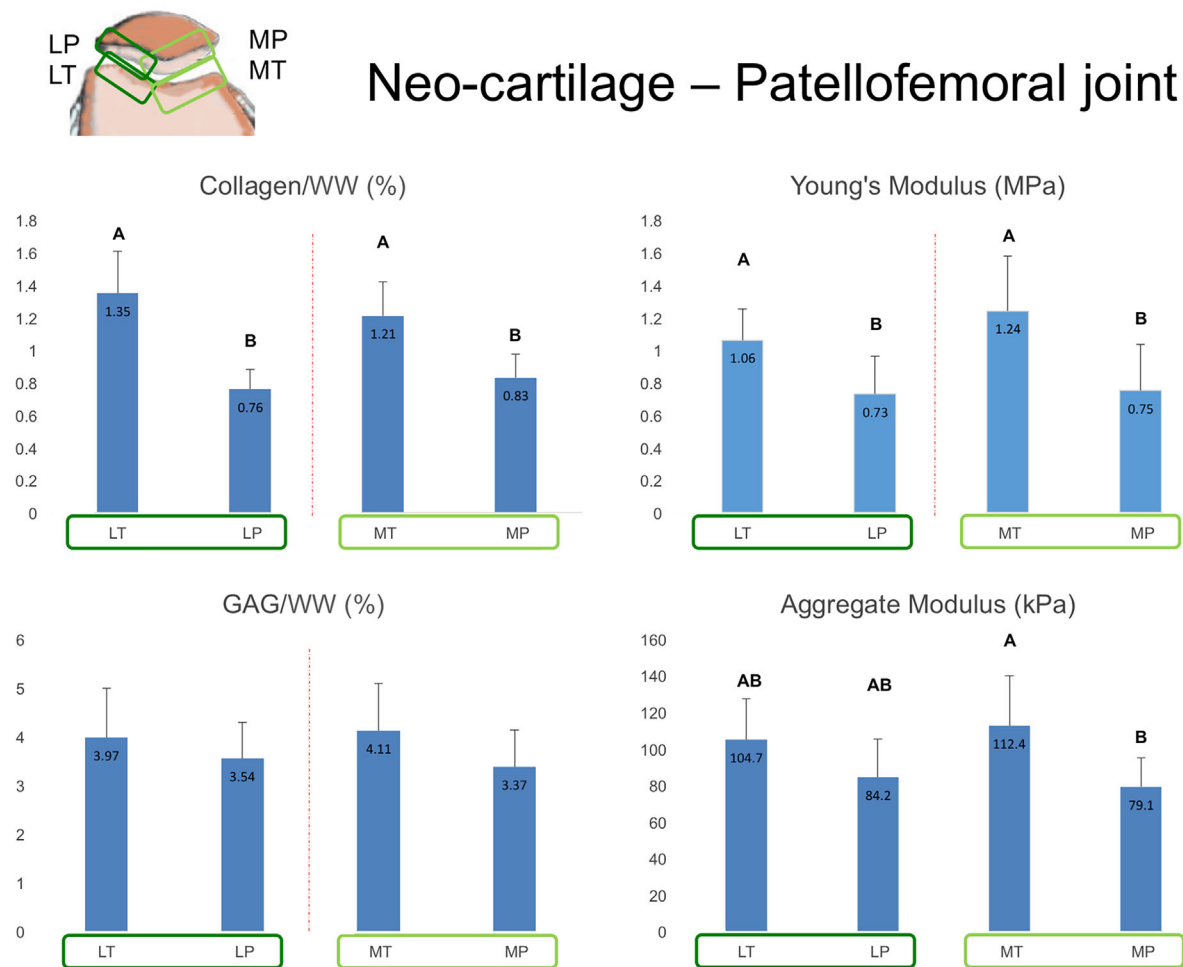 LP MP
LT MT
Neo-cartilage – Patellofemoral joint
Collagen/WW (%)
1.8
1.6
1.4
1.2
1
0.8
0.6
0.4
0.2
0
A
B
A
B
1.35
0.76
1.21
0.83
LT LP MT MP
Young's Modulus (MPa)
1.8
1.6
1.4
1.2
1
0.8
0.6
0.4
0.2
0
A
B
A
B
1.06
0.73
1.24
0.75
LT LP MT MP
GAG/WW (%)
6
5
4
3
2
1
0
3.97
3.54
4.11
3.37
LT LP MT MP
Aggregate Modulus (kPa)
160
140
120
100
80
60
40
20
0
AB
AB
A
B
104.7
84.2
112.4
79.1
LT LP MT MP